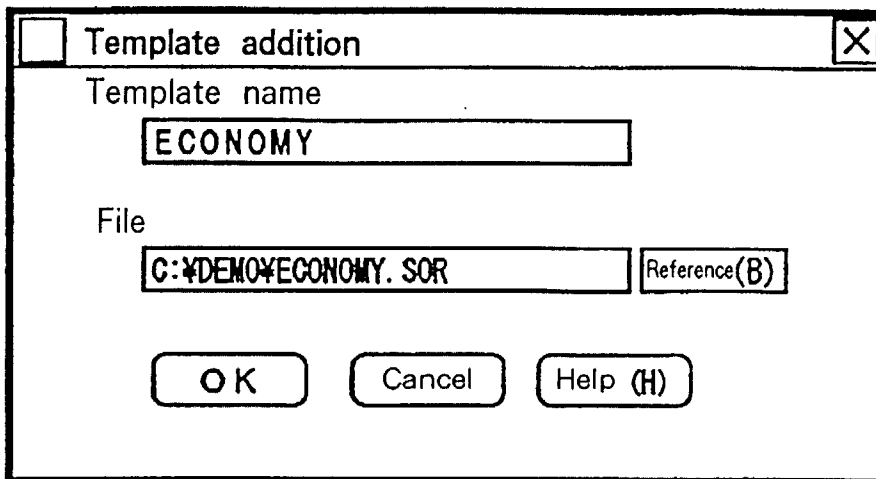 Template addition
Template name
ECONOMY
File
C:¥DEMO¥ECONOMY.SOR Reference(B)
OK Cancel Help (H)